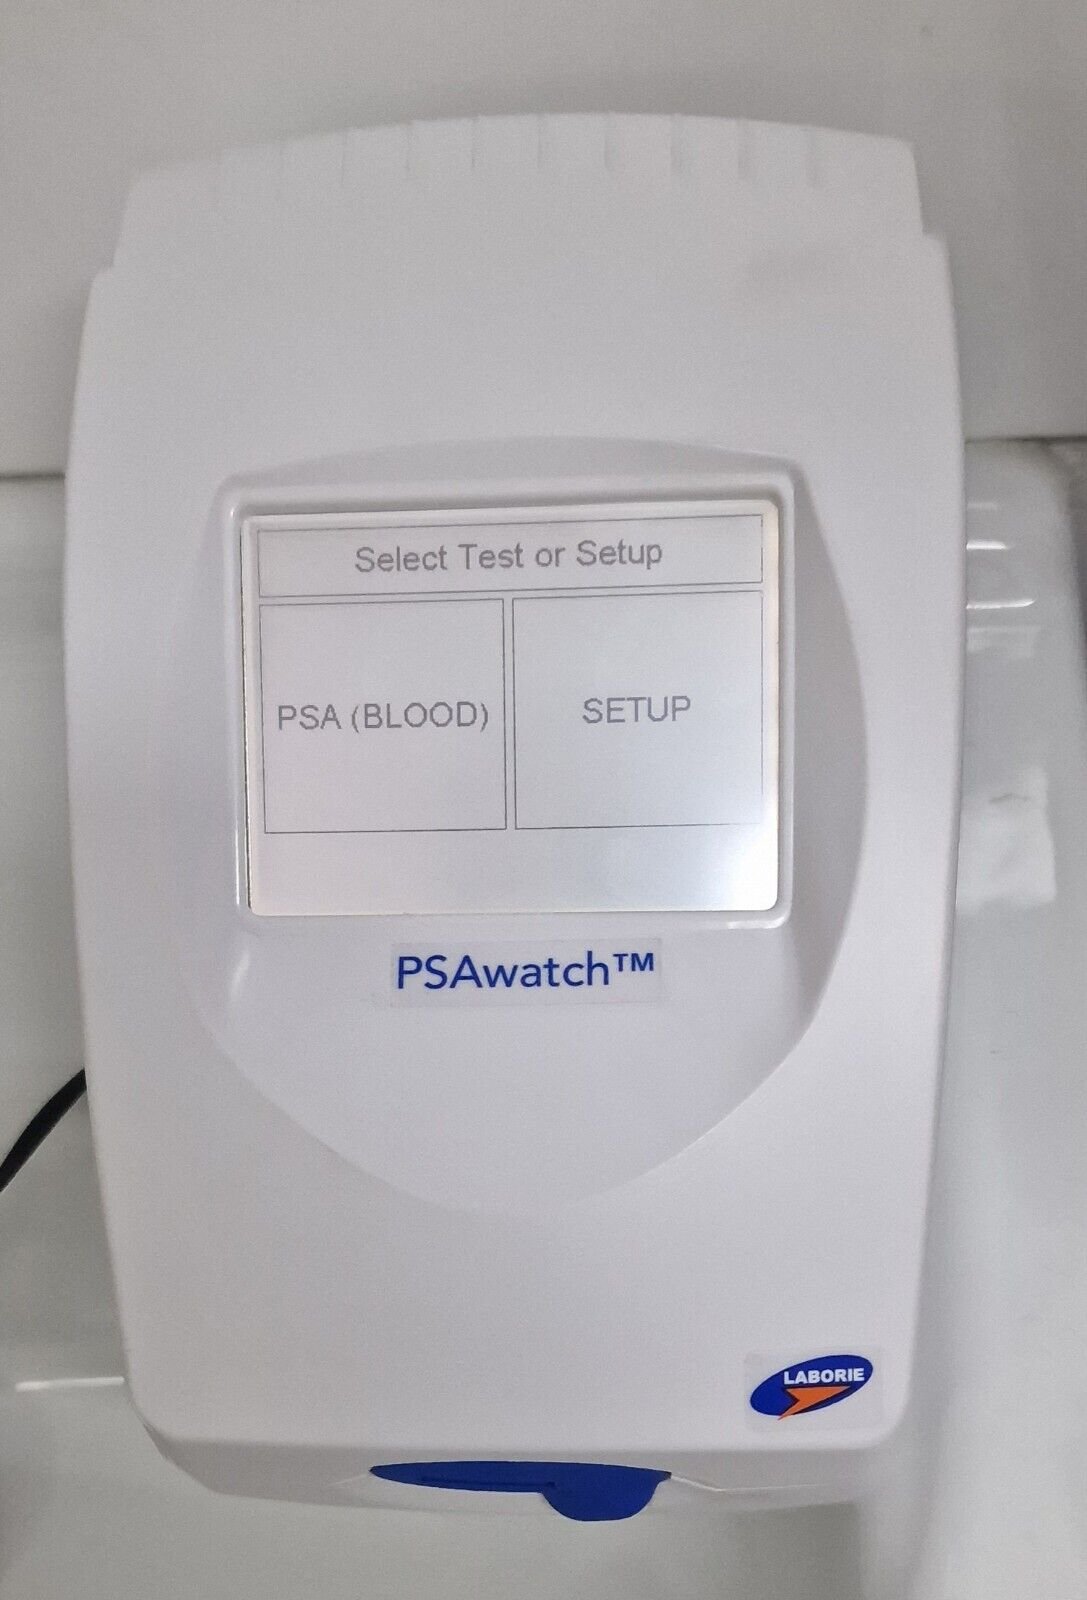 Select Test or Setup
PSA (BLOOD)
SETUP
PSAwatch™
LABORIE